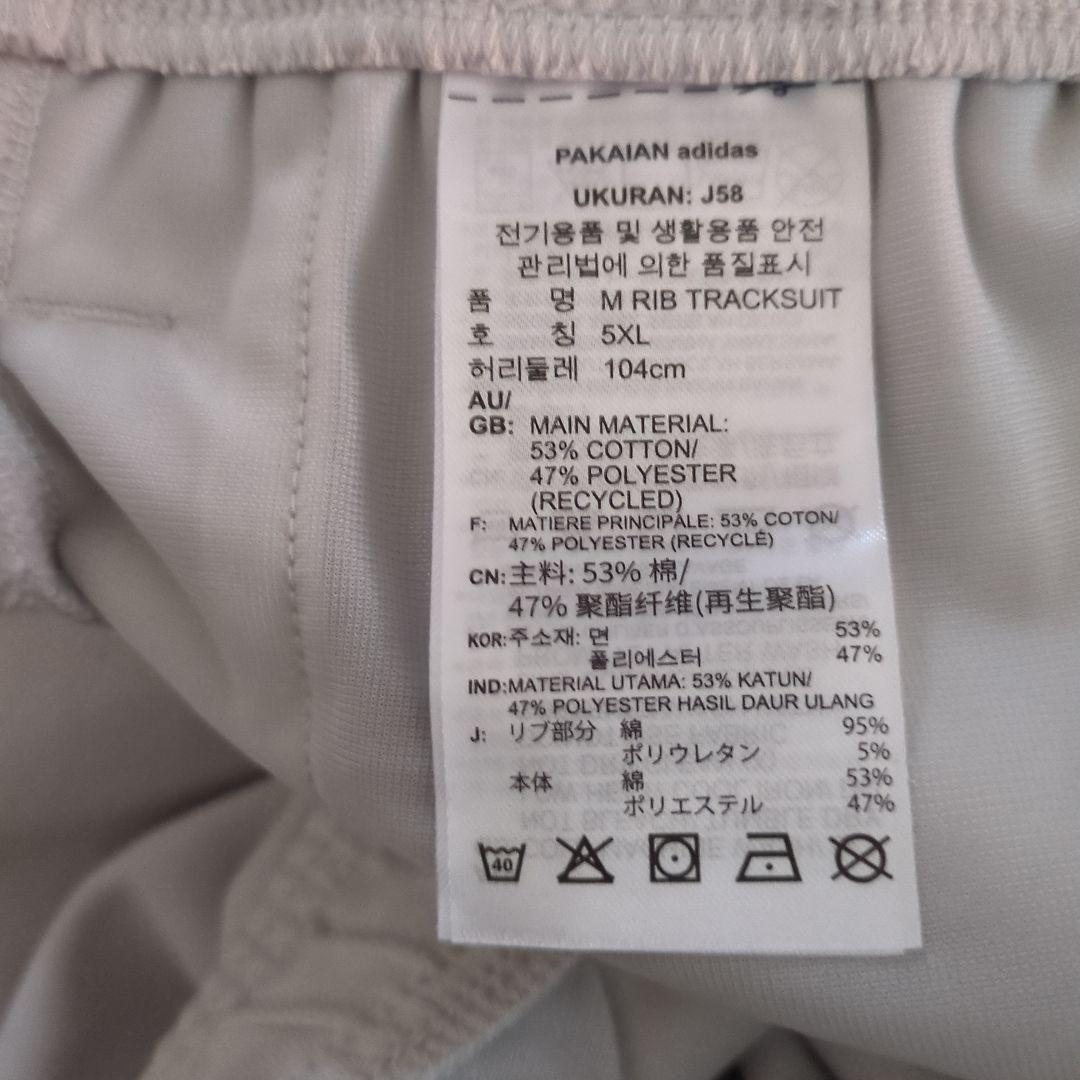 PAKAIAN adidas
UKURAN: J58
전기용품 및 생활용품 안전
관리법에 의한 품질표시
품 명 M RIB TRACKSUIT
호 칭 5XL
허리둘레 104cm
AU/
GB: MAIN MATERIAL:
53% COTTON/
47% POLYESTER
(RECYCLED)
F: MATIERE PRINCIPALE: 53% COTON/
47% POLYESTER (RECYCLÉ)
CN: 主料: 53% 棉/
47% 聚酯纤维(再生聚酯)
KOR: 주소재: 면 53%
폴리에스터 47%
IND: MATERIAL UTAMA: 53% KATUN/
47% POLYESTER HASIL DAUR ULANG
J: リブ部分 綿 95%
ポリウレタン 5%
本体 綿 53%
ポリエステル 47%
40